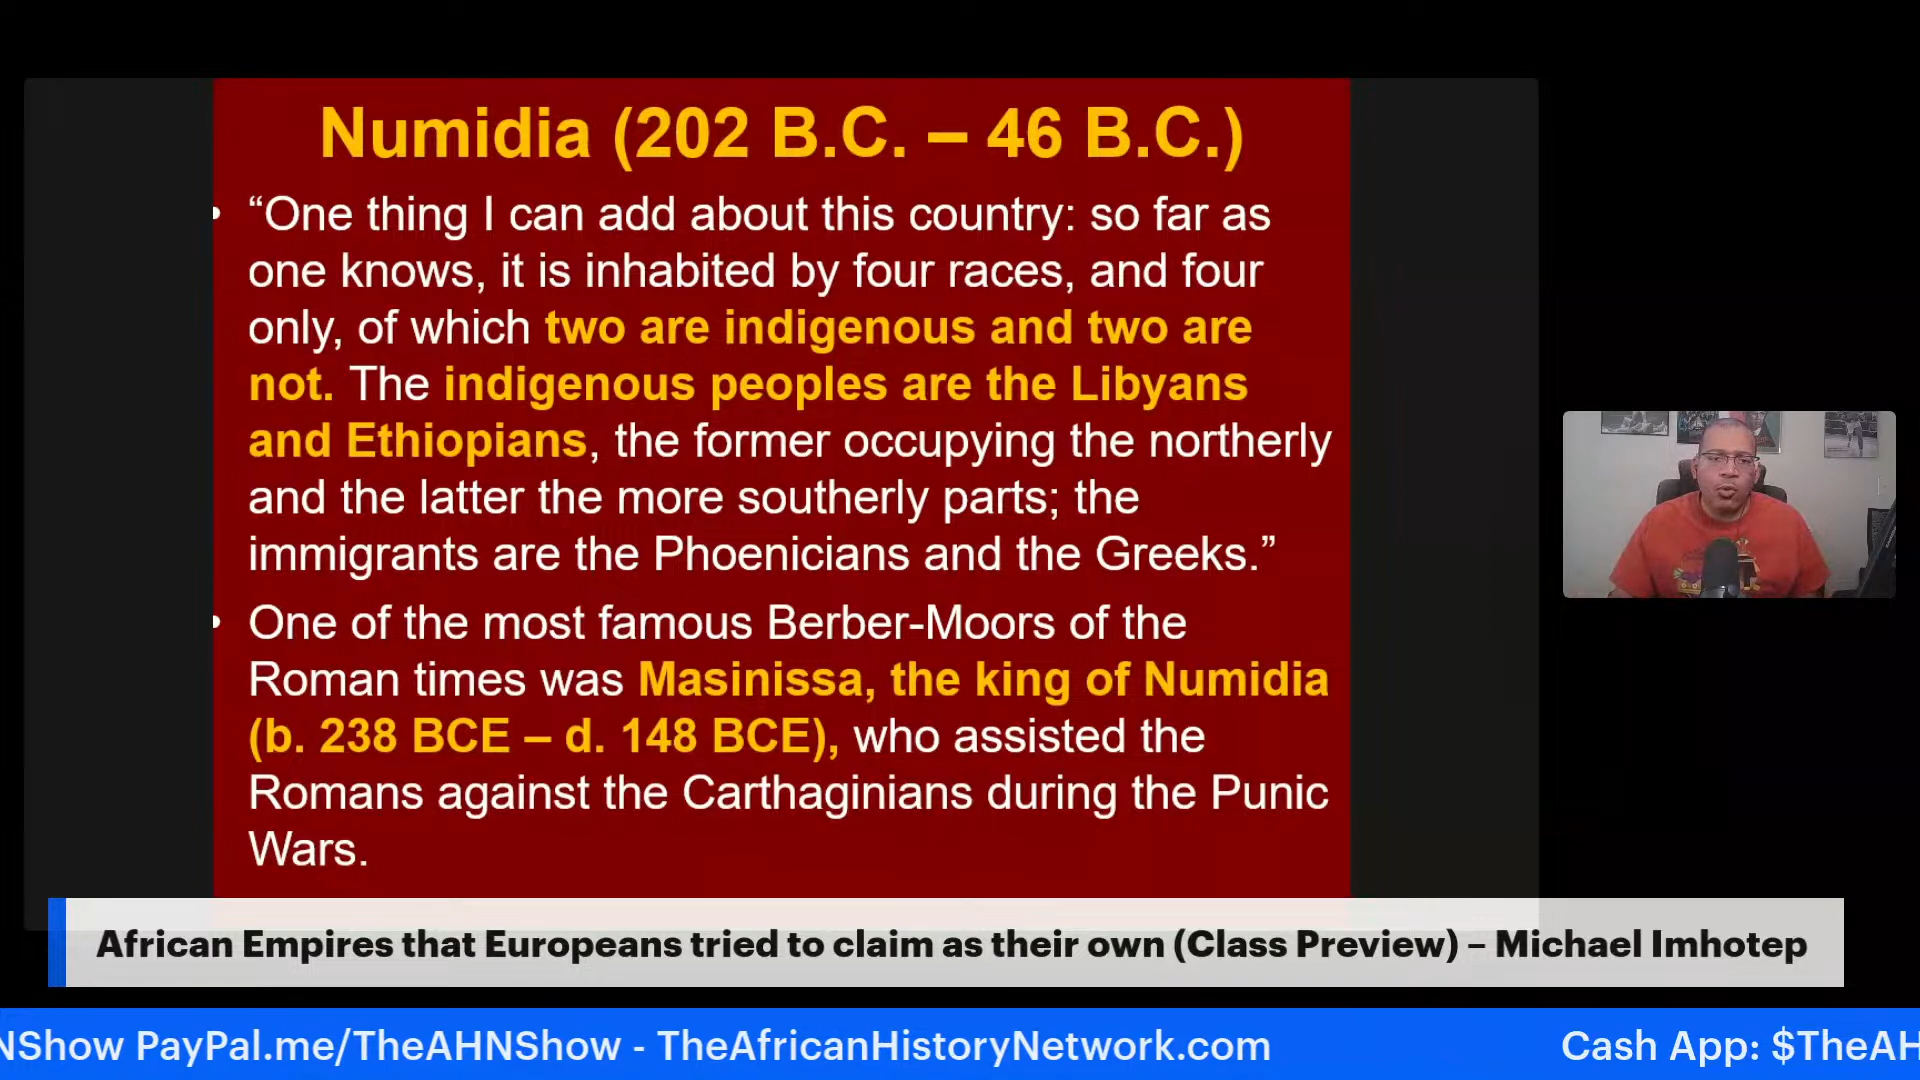 Numidia (202 B.C. – 46 B.C.)
• “One thing I can add about this country: so far as
one knows, it is inhabited by four races, and four
only, of which two are indigenous and two are
not. The indigenous peoples are the Libyans
and Ethiopians, the former occupying the northerly
and the latter the more southerly parts; the
immigrants are the Phoenicians and the Greeks.”
• One of the most famous Berber-Moors of the
Roman times was Masinissa, the king of Numidia
(b. 238 BCE – d. 148 BCE), who assisted the
Romans against the Carthaginians during the Punic
Wars.
African Empires that Europeans tried to claim as their own (Class Preview) – Michael Imhotep
NShow PayPal.me/TheAHNShow - TheAfricanHistoryNetwork.com Cash App: $TheAH